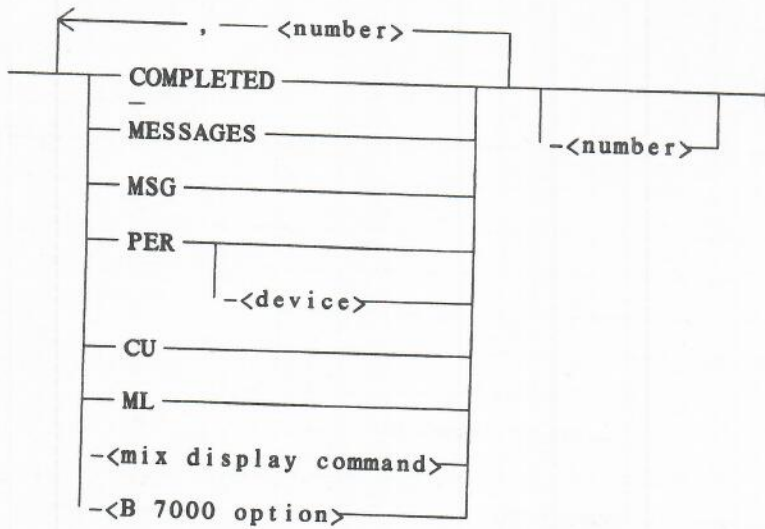 , <number>
COMPLETED
-<number>
MESSAGES
MSG
PER
-<device>
CU
ML
-<mix display command>
-<B 7000 option>